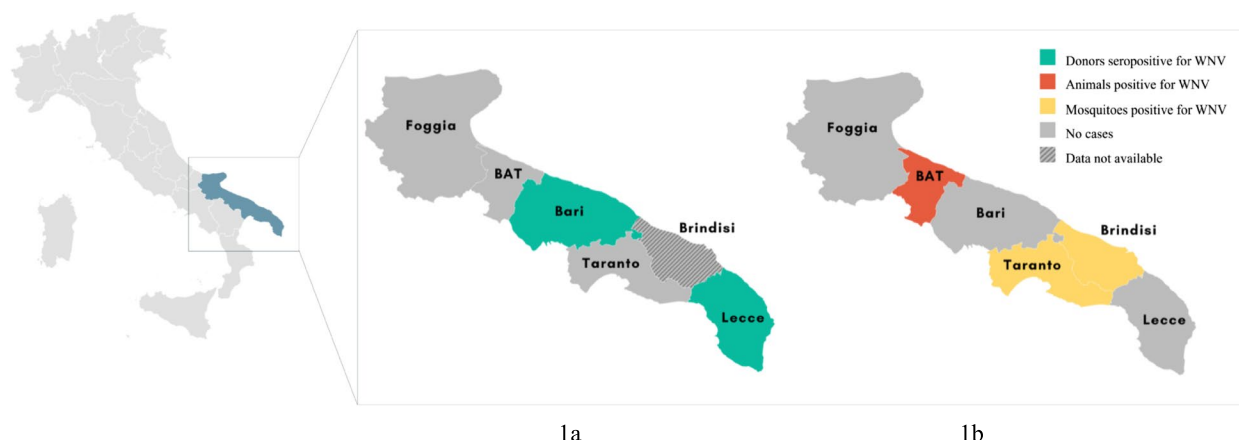 Foggia
BAT
Bari
Brindisi
Taranto
Lecce
1a
Donors seropositive for WNV
Animals positive for WNV
Mosquitoes positive for WNV
No cases
Data not available
Foggia
BAT
Bari
Brindisi
Taranto
Lecce
1b